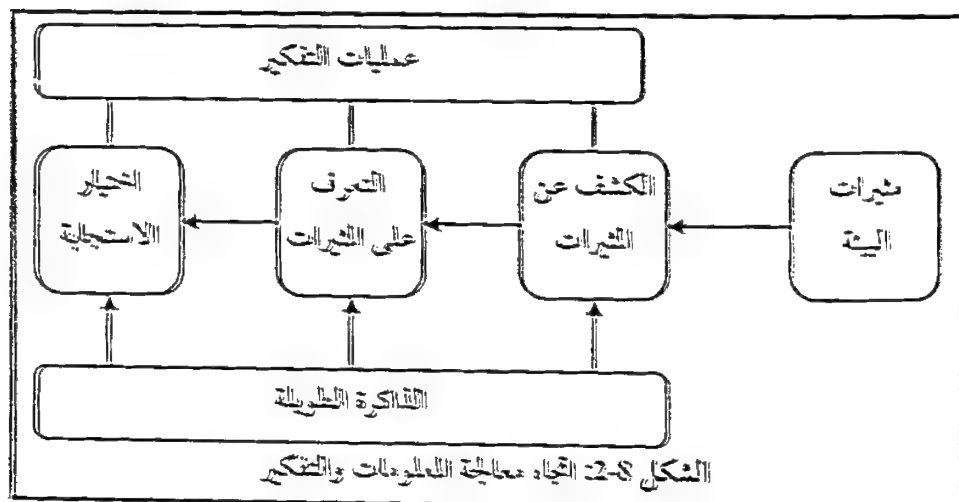 عمليات التفكير
مثيرات
البيئة
الكشف عن
المثيرات
التعرف
على المثيرات
اختيار
الاستجابة
الذاكرة الطويلة
الشكل 8-2: اتجاه معالجة المعلومات والتفكير